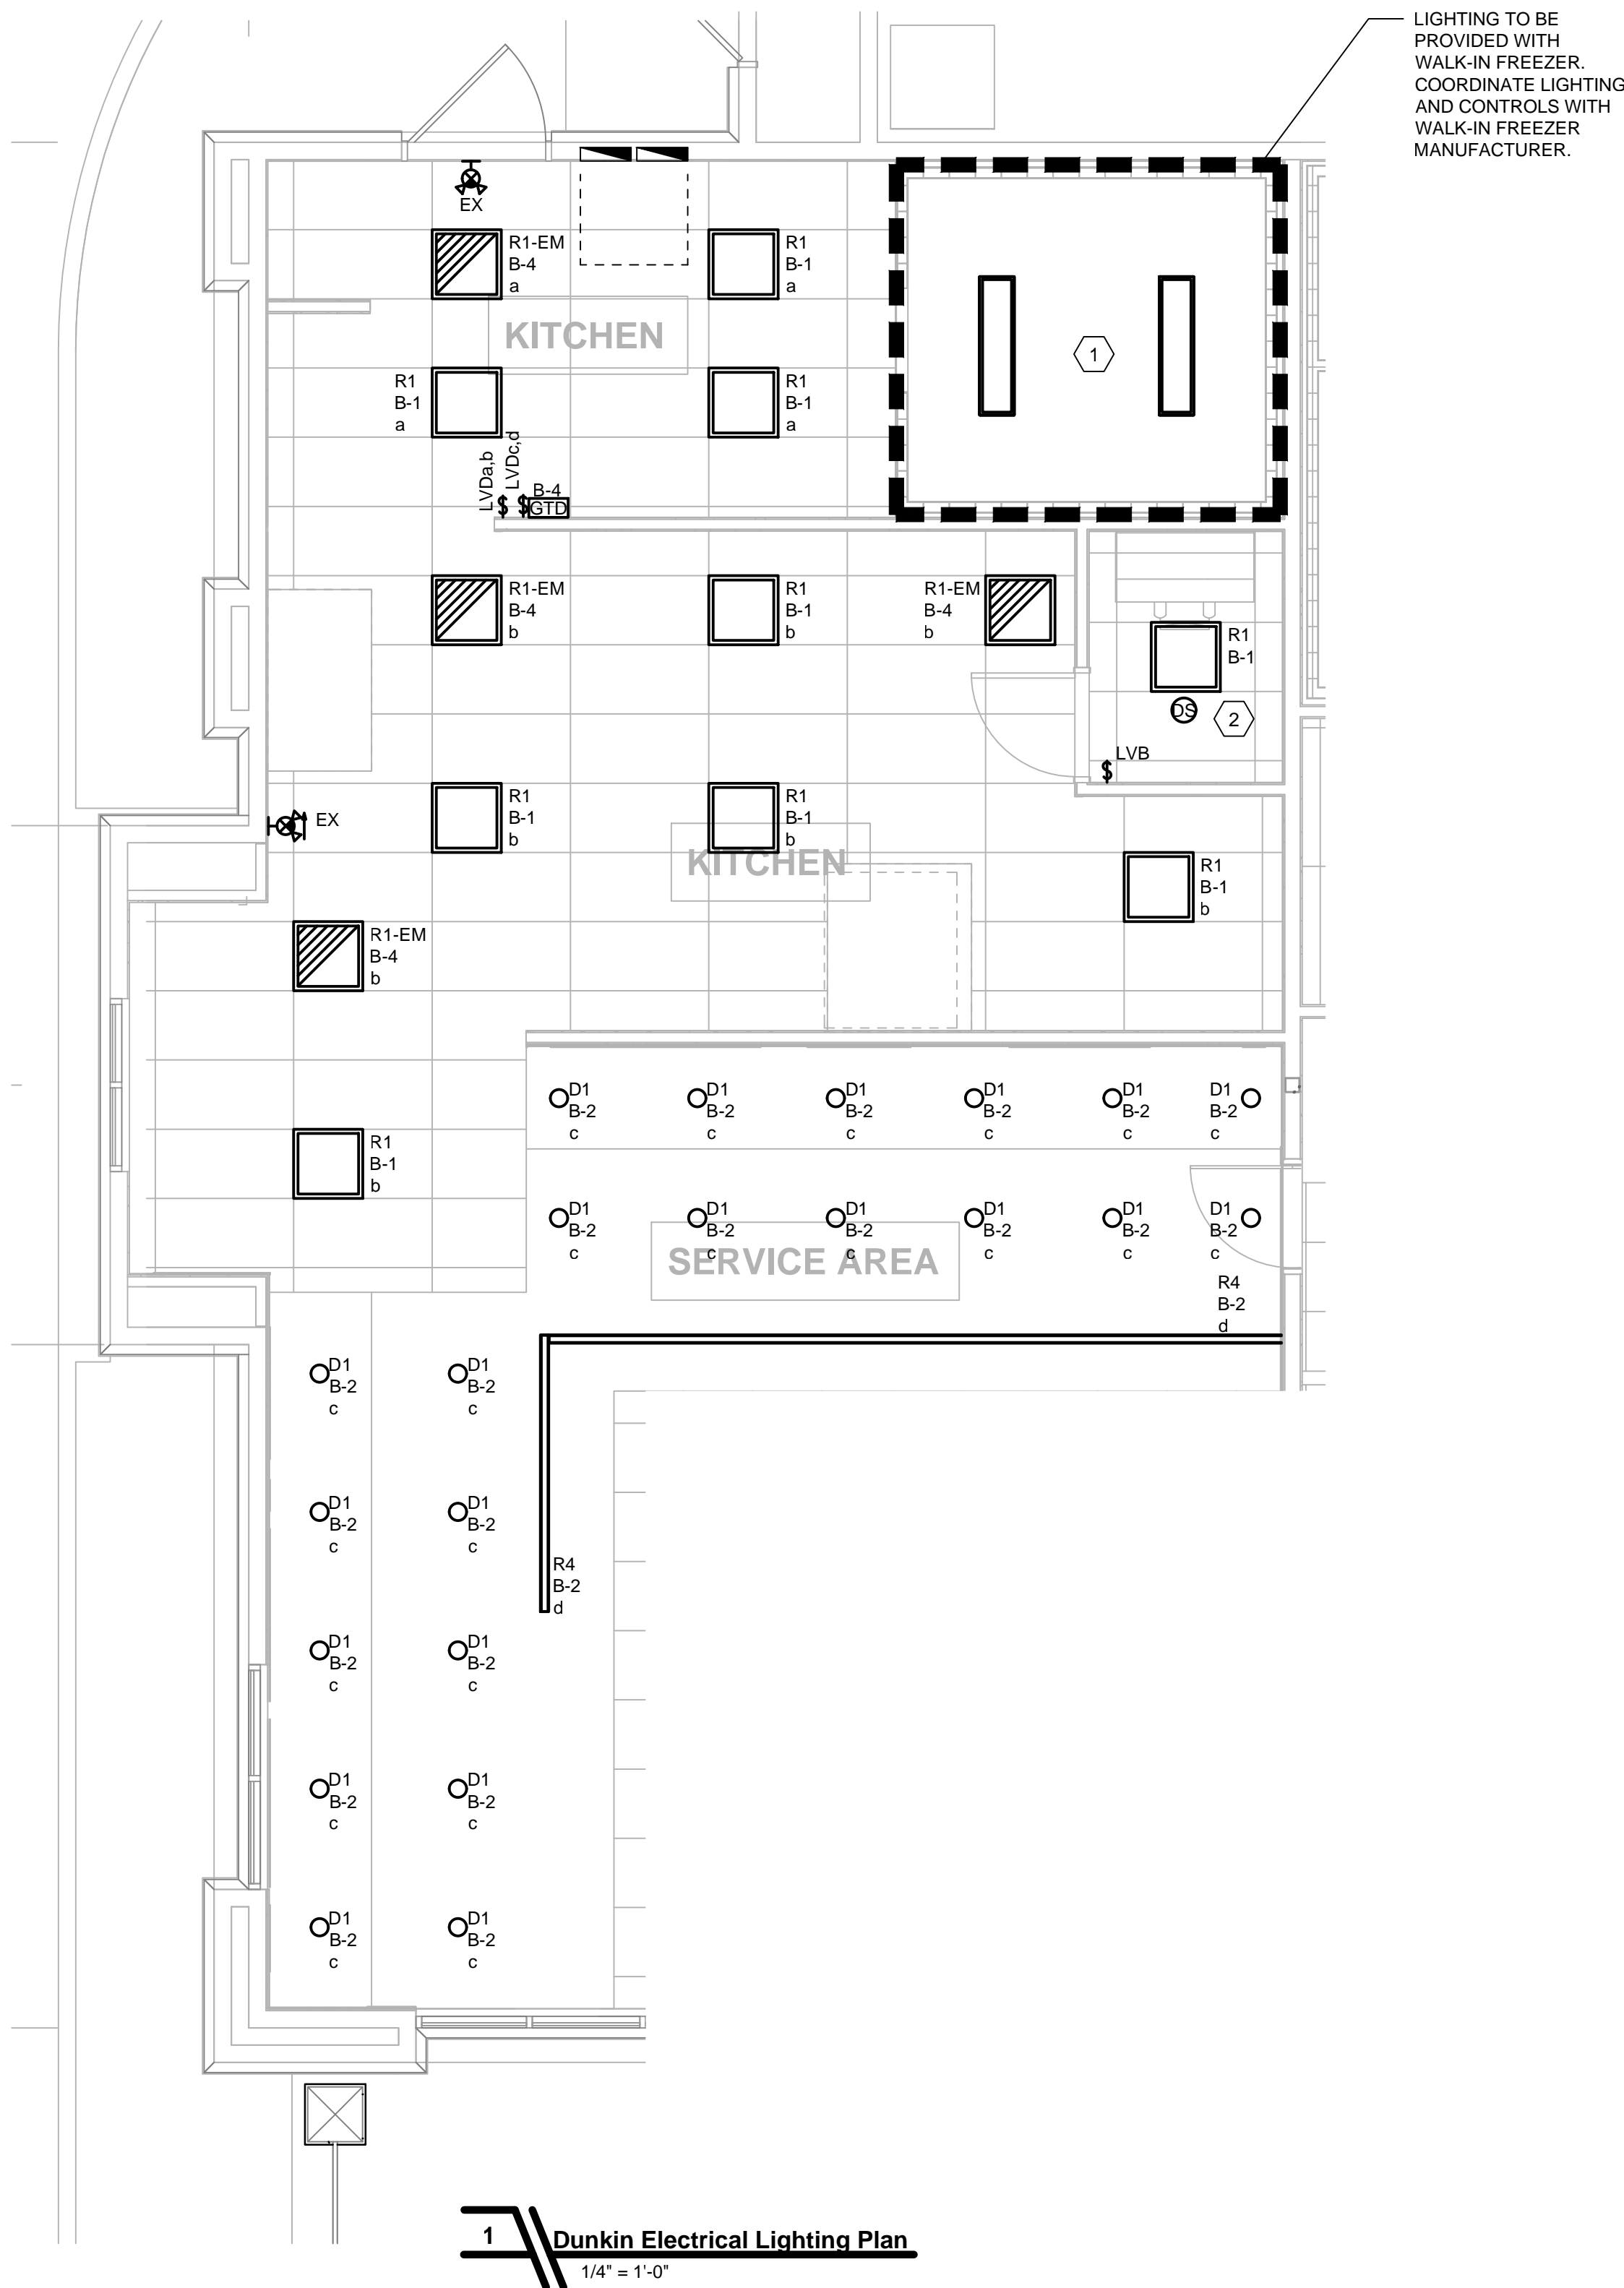 LIGHTING TO BE
PROVIDED WITH
WALK-IN FREEZER.
COORDINATE LIGHTING
AND CONTROLS WITH
WALK-IN FREEZER
MANUFACTURER.
EX
R1-EM
B-4
a
R1
B-1
a
KITCHEN
1
R1
B-1
a
R1
B-1
a
LVDa,b
LVDc,d
$ $
B-4
GTD
R1-EM
B-4
b
R1
B-1
b
R1-EM
B-4
b
R1
B-1
DS
2
LVB
$
EX
R1
B-1
b
R1
B-1
b
KITCHEN
R1
B-1
b
R1-EM
B-4
b
D1
B-2
c
D1
B-2
c
D1
B-2
c
D1
B-2
c
D1
B-2
c
D1
B-2
c
R1
B-1
b
D1
B-2
c
D1
B-2
c
D1
B-2
c
D1
B-2
c
D1
B-2
c
D1
B-2
c
SERVICE AREA
R4
B-2
d
D1
B-2
c
D1
B-2
c
D1
B-2
c
D1
B-2
c
R4
B-2
d
D1
B-2
c
D1
B-2
c
D1
B-2
c
D1
B-2
c
D1
B-2
c
D1
B-2
c
1
Dunkin Electrical Lighting Plan
1/4" = 1'-0"